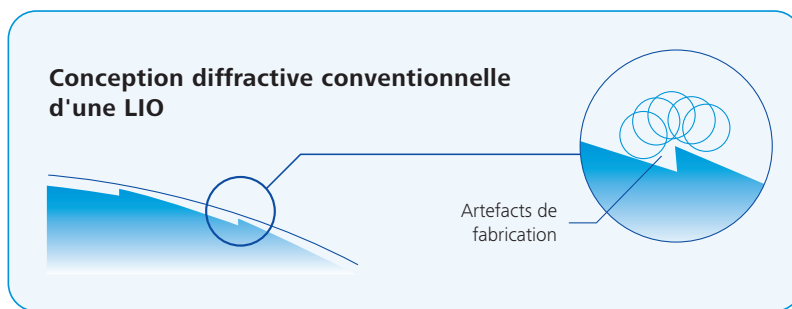 Conception diffractive conventionnelle
d'une LIO
Artefacts de
fabrication